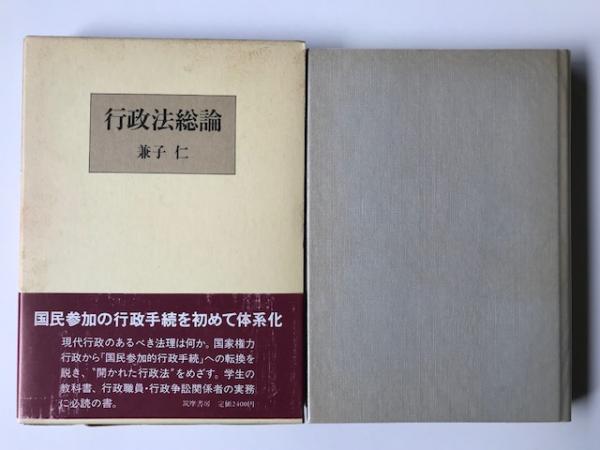 行政法総論
兼子 仁
国民参加の行政手続を初めて体系化
現代行政のあるべき法理は何か。国家権力
行政から「国民参加的行政手続」への転換を
説き、"開かれた行政法"をめざす。学生の
教科書、行政職員・行政争訟関係者の実務
に必読の書。
筑摩書房 定価2400円